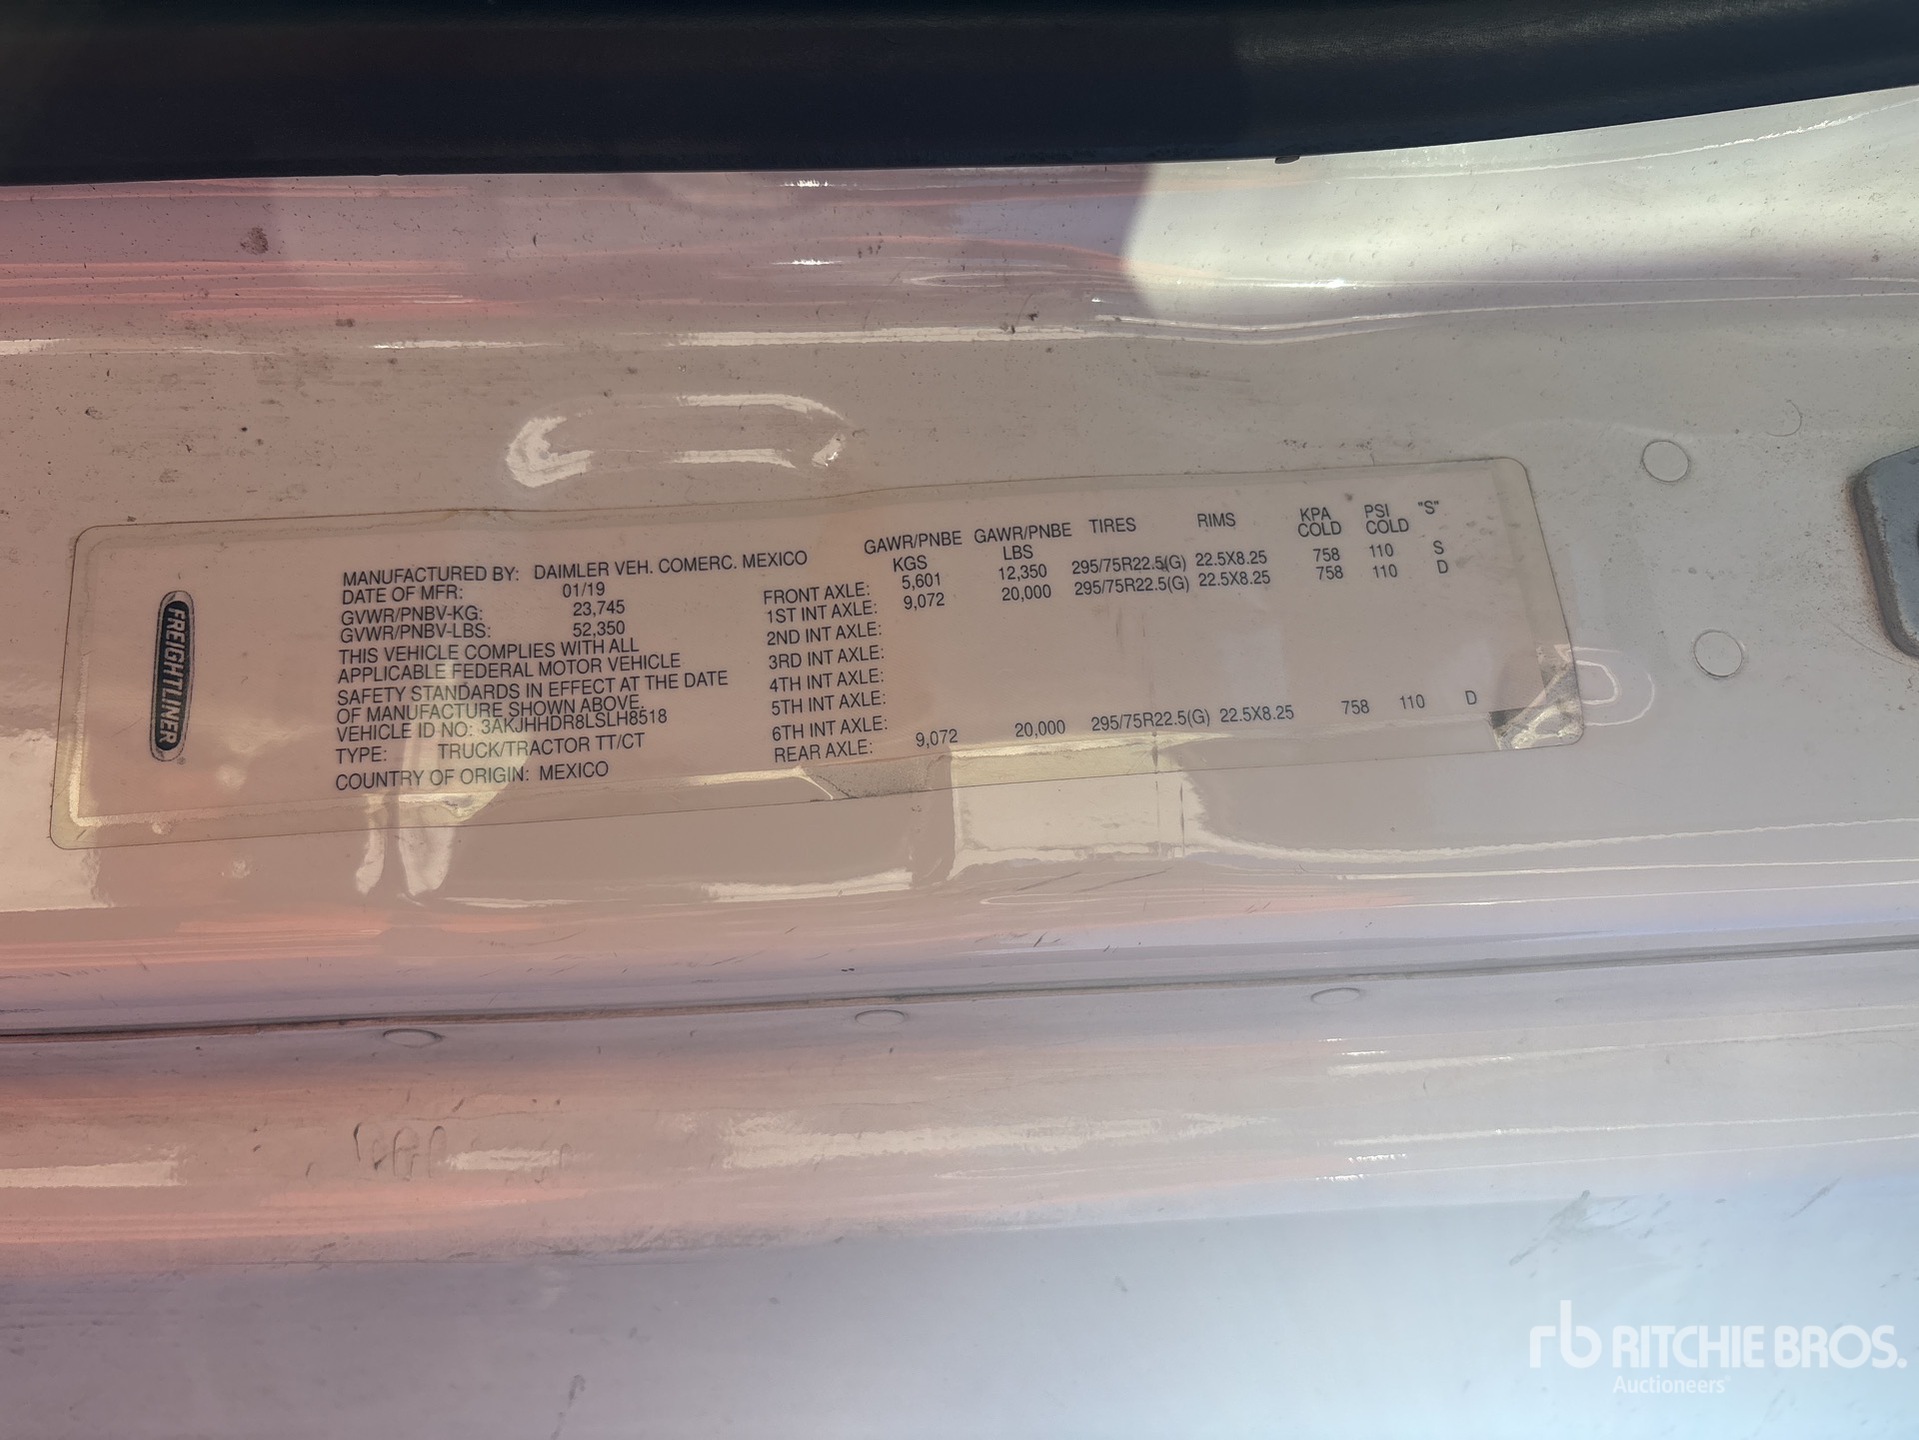 FREIGHTLINER
MANUFACTURED BY: DAIMLER VEH. COMERC. MEXICO
DATE OF MFR: 01/19
GVWR/PNBV-KG: 23,745
GVWR/PNBV-LBS: 52,350
THIS VEHICLE COMPLIES WITH ALL
APPLICABLE FEDERAL MOTOR VEHICLE
SAFETY STANDARDS IN EFFECT AT THE DATE
OF MANUFACTURE SHOWN ABOVE.
VEHICLE ID NO: 3AKJHHDR8LSLH8518
TYPE: TRUCK/TRACTOR TT/CT
COUNTRY OF ORIGIN: MEXICO
GAWR/PNBE KGS GAWR/PNBE LBS TIRES RIMS KPA COLD PSI COLD "S"
FRONT AXLE: 5,601 12,350 295/75R22.5(G) 22.5X8.25 758 110 S
1ST INT AXLE: 9,072 20,000 295/75R22.5(G) 22.5X8.25 758 110 D
2ND INT AXLE:
3RD INT AXLE:
4TH INT AXLE:
5TH INT AXLE:
6TH INT AXLE:
REAR AXLE: 9,072 20,000 295/75R22.5(G) 22.5X8.25 758 110 D
rb RITCHIE BROS.
Auctioneers